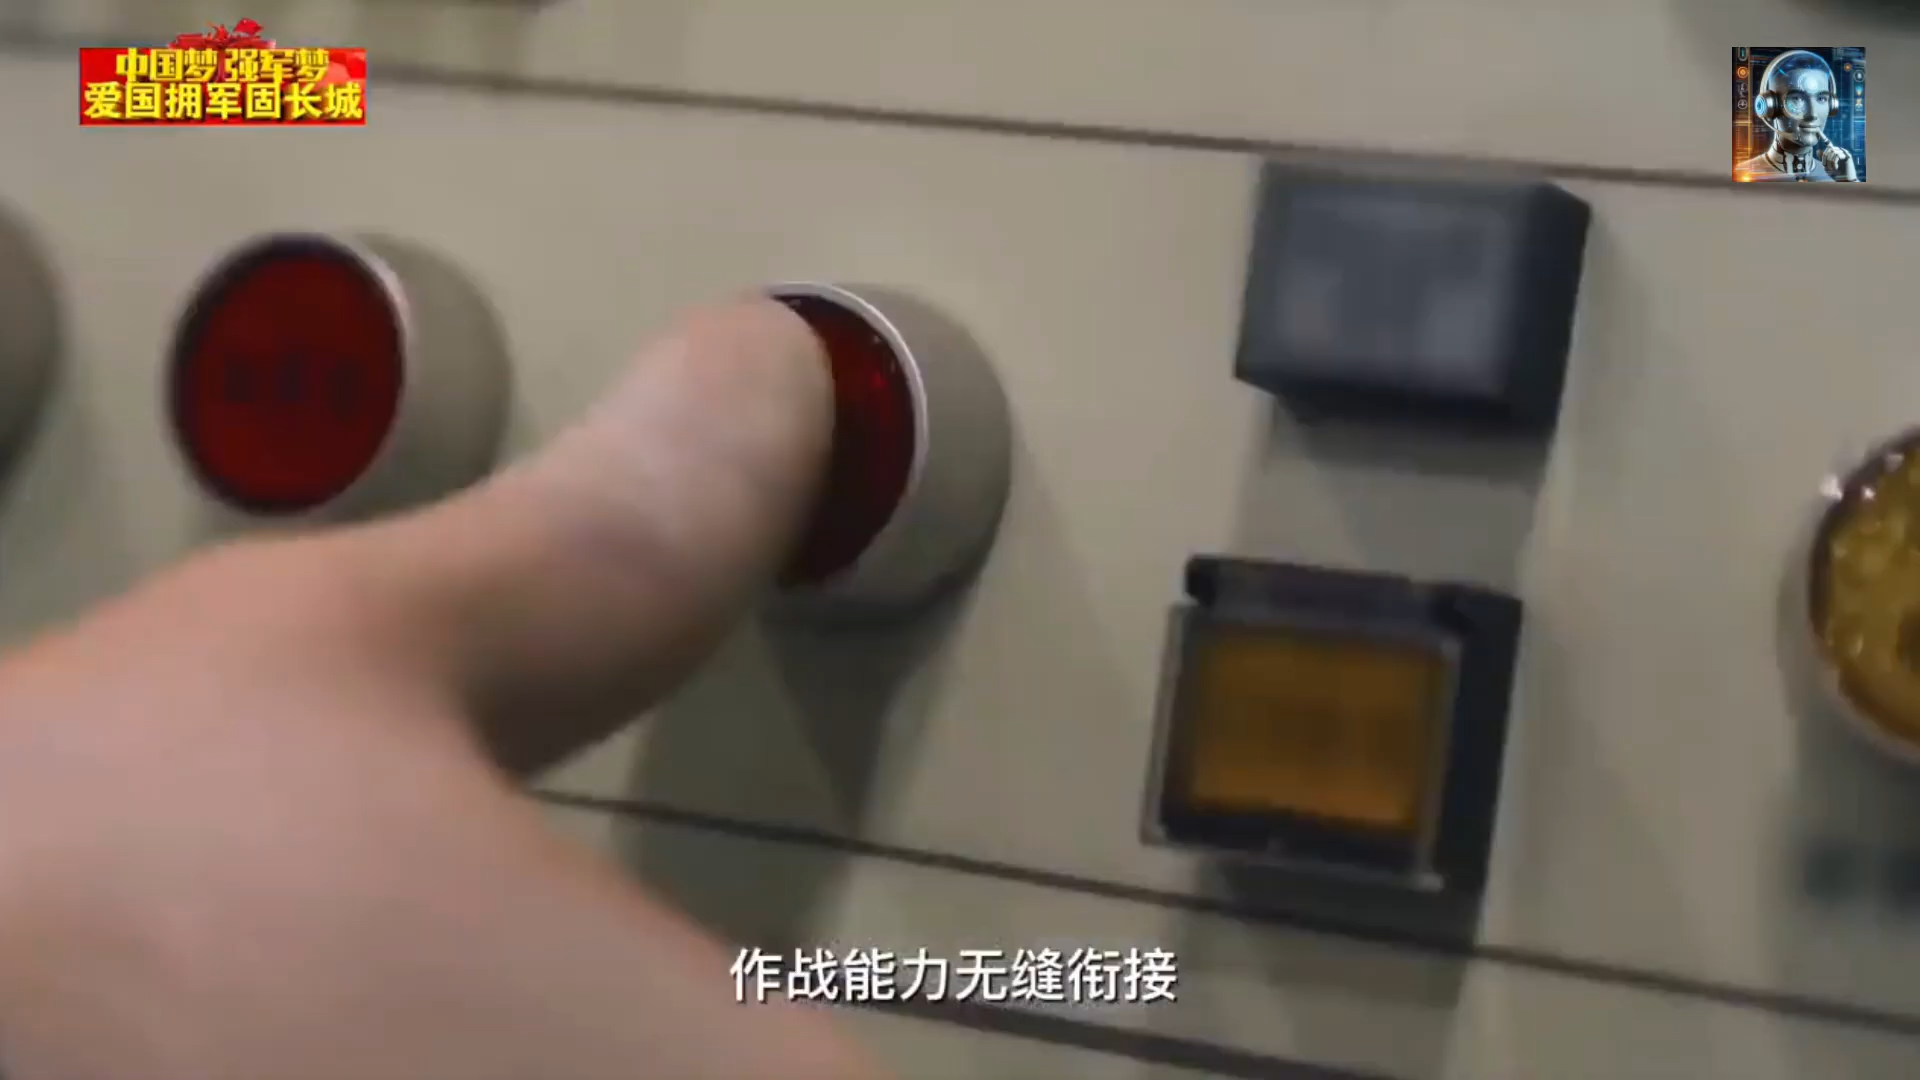 中国梦 强军梦
爱国拥军固长城
作战能力无缝衔接